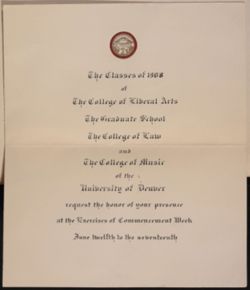 The Classes of 1908
of
The College of Liberal Arts
The Graduate School
The College of Law
and
The College of Music
of the
University of Denver
request the honor of your presence
at the Exercises of Commencement Week
June twelfth to the seventeenth